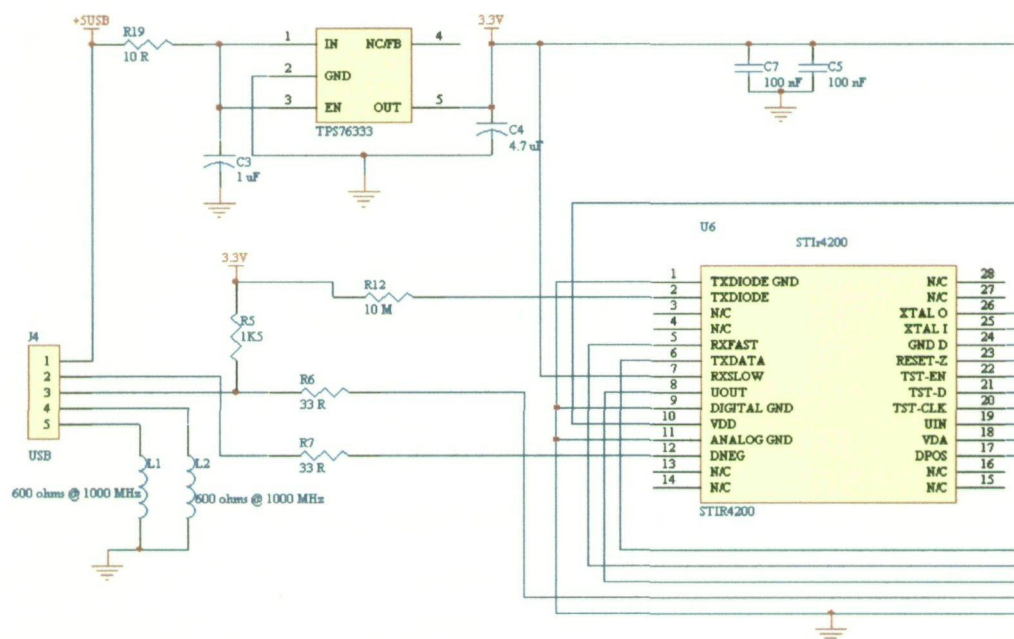 +5USB
R19
10 R
1
2
3
IN
GND
EN
NC/FB
OUT
4
5
TPS76333
3.3V
C3
1 uF
C4
4.7 uF
C7
100 nF
C5
100 nF
3.3V
R5
1K5
R12
10 M
J4
1
2
3
4
5
USB
R6
33 R
R7
33 R
L1
600 ohms @ 1000 MHz
L2
600 ohms @ 1000 MHz
U6
STIr4200
1 TXDIODE GND
2 TXDIODE
3 N/C
4 N/C
5 RXFAST
6 TXDATA
7 RXSLOW
8 UOUT
9 DIGITAL GND
10 VDD
11 ANALOG GND
12 DNEG
13 N/C
14 N/C
N/C 28
N/C 27
XTAL O 26
XTAL I 25
GND D 24
RESET-Z 23
TST-EN 22
TST-D 21
TST-CLK 20
UIN 19
VDA 18
DPOS 17
N/C 16
N/C 15
STIR4200